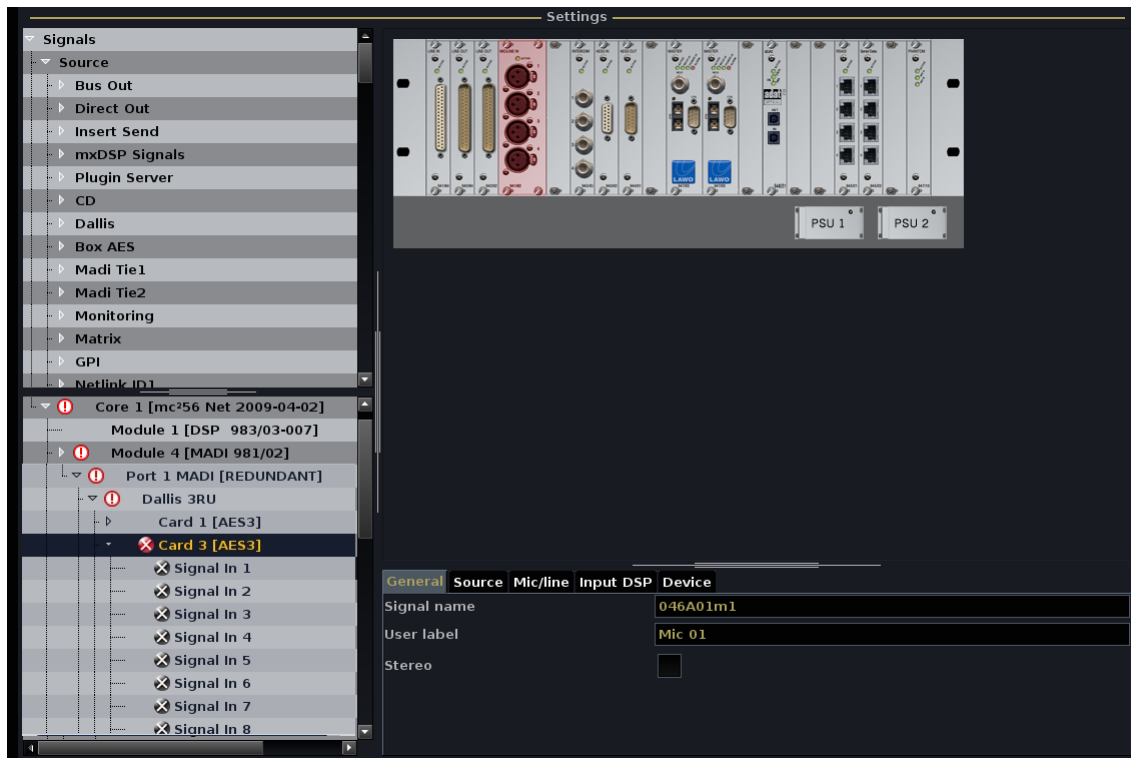 Settings
Signals
Source
Bus Out
Direct Out
Insert Send
mxDSP Signals
Plugin Server
CD
Dallis
Box AES
Madi Tie1
Madi Tie2
Monitoring
Matrix
GPI
Netlink ID1
Core 1 [mc²56 Net 2009-04-02]
Module 1 [DSP 983/03-007]
Module 4 [MADI 981/02]
Port 1 MADI [REDUNDANT]
Dallis 3RU
Card 1 [AES3]
Card 3 [AES3]
Signal In 1
Signal In 2
Signal In 3
Signal In 4
Signal In 5
Signal In 6
Signal In 7
Signal In 8
LAWO LAWO
PSU 1 PSU 2
General Source Mic/line Input DSP Device
Signal name 046A01m1
User label Mic 01
Stereo